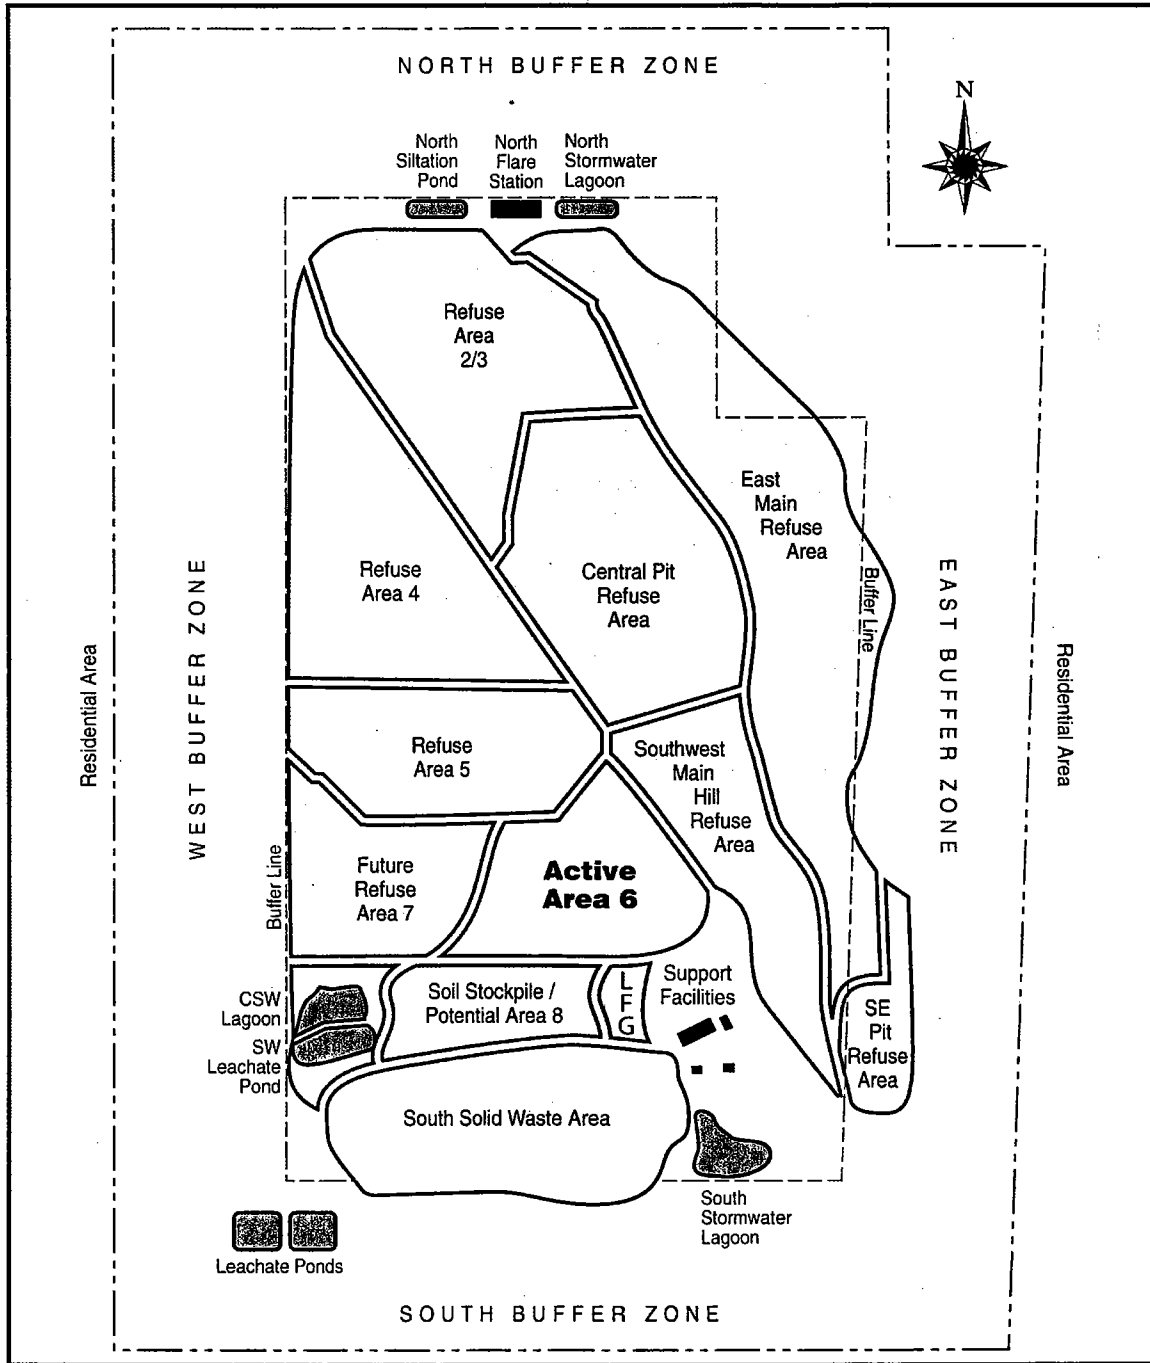 NORTH BUFFER ZONE
N
North
Siltation
Pond
North
Flare
Station
North
Stormwater
Lagoon
Refuse
Area
2/3
East
Main
Refuse
Area
Refuse
Area 4
Central Pit
Refuse
Area
Buffer Line
WEST BUFFER ZONE
EAST BUFFER ZONE
Residential Area
Residential Area
Refuse
Area 5
Southwest
Main
Hill
Refuse
Area
Buffer Line
Future
Refuse
Area 7
Active
Area 6
CSW
Lagoon
SW
Leachate
Pond
Soil Stockpile /
Potential Area 8
L
F
G
Support
Facilities
SE
Pit
Refuse
Area
South Solid Waste Area
South
Stormwater
Lagoon
Leachate Ponds
SOUTH BUFFER ZONE